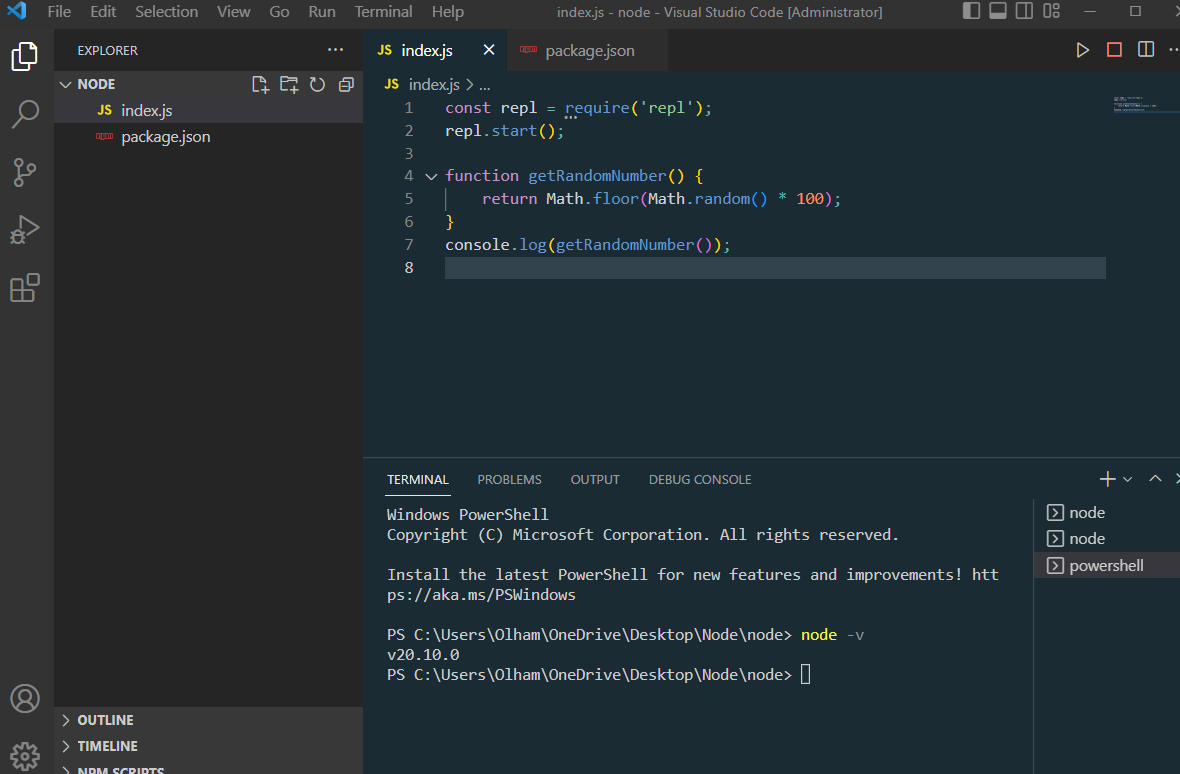 File Edit Selection View Go Run Terminal Help index.js - node - Visual Studio Code [Administrator]
EXPLORER
NODE
JS index.js
package.json
OUTLINE
TIMELINE
NPM SCRIPTS
JS index.js package.json
JS index.js > ...
1 const repl = require('repl');
2 repl.start();
3
4 function getRandomNumber() {
5 return Math.floor(Math.random() * 100);
6 }
7 console.log(getRandomNumber());
8
TERMINAL PROBLEMS OUTPUT DEBUG CONSOLE
Windows PowerShell
Copyright (C) Microsoft Corporation. All rights reserved.
Install the latest PowerShell for new features and improvements! htt
ps://aka.ms/PSWindows
PS C:\Users\Olham\OneDrive\Desktop\Node\node> node -v
v20.10.0
PS C:\Users\Olham\OneDrive\Desktop\Node\node>
node
node
powershell